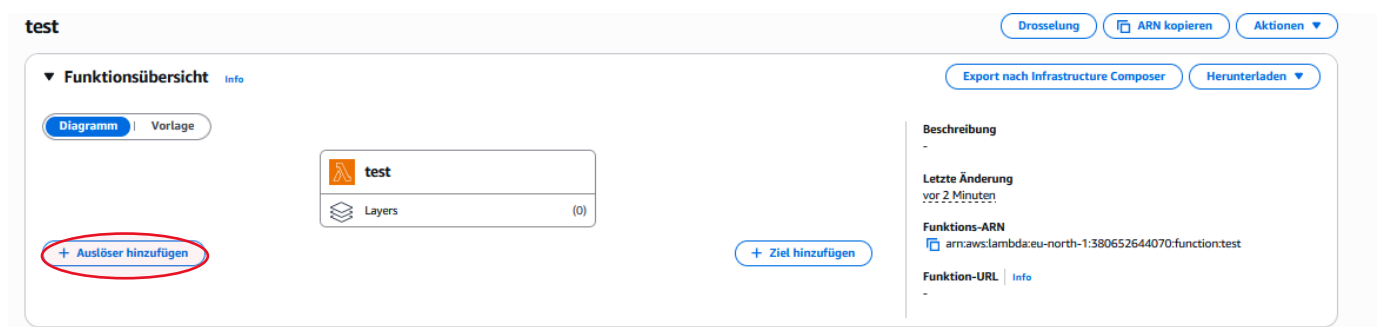 test
Drosselung
ARN kopieren
Aktionen
Funktionsübersicht Info
Export nach Infrastructure Composer
Herunterladen
Diagramm
Vorlage
test
Layers (0)
+ Auslöser hinzufügen
+ Ziel hinzufügen
Beschreibung
-
Letzte Änderung
vor 2 Minuten
Funktions-ARN
arn:aws:lambda:eu-north-1:380652644070:function:test
Funktion-URL Info
-